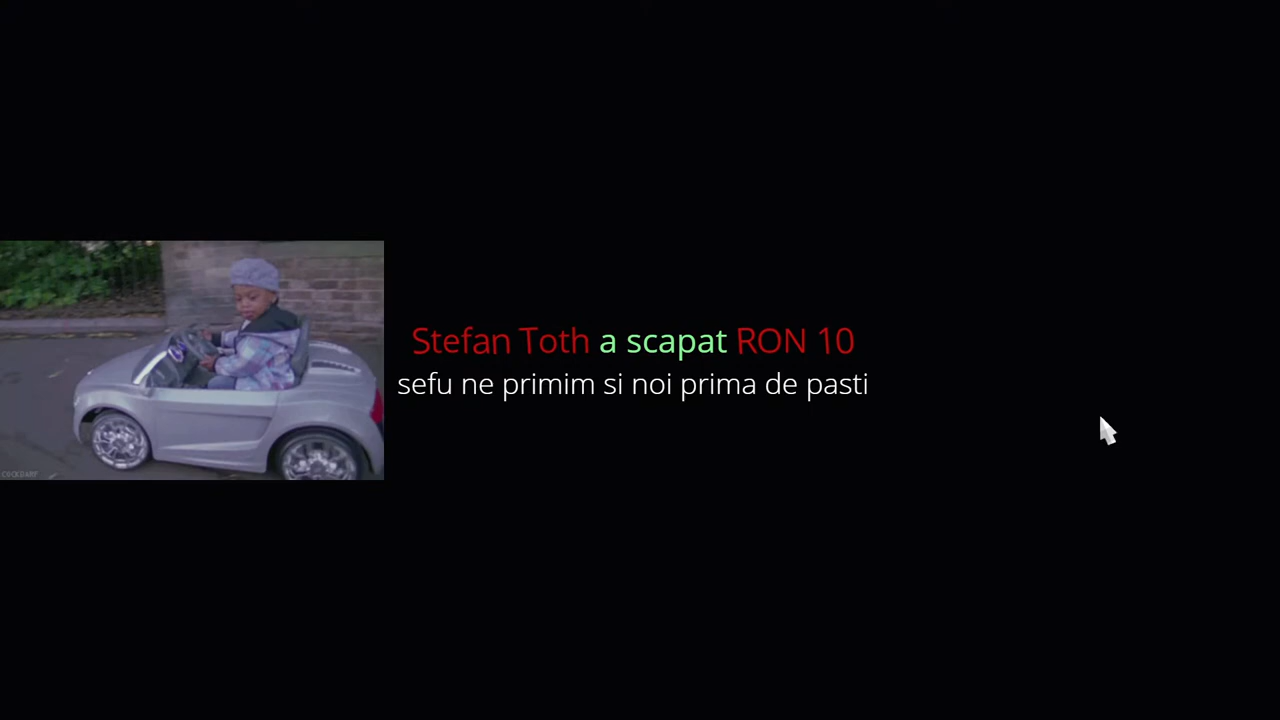 Stefan Toth a scapat RON 10
sefu ne primim si noi prima de pasti